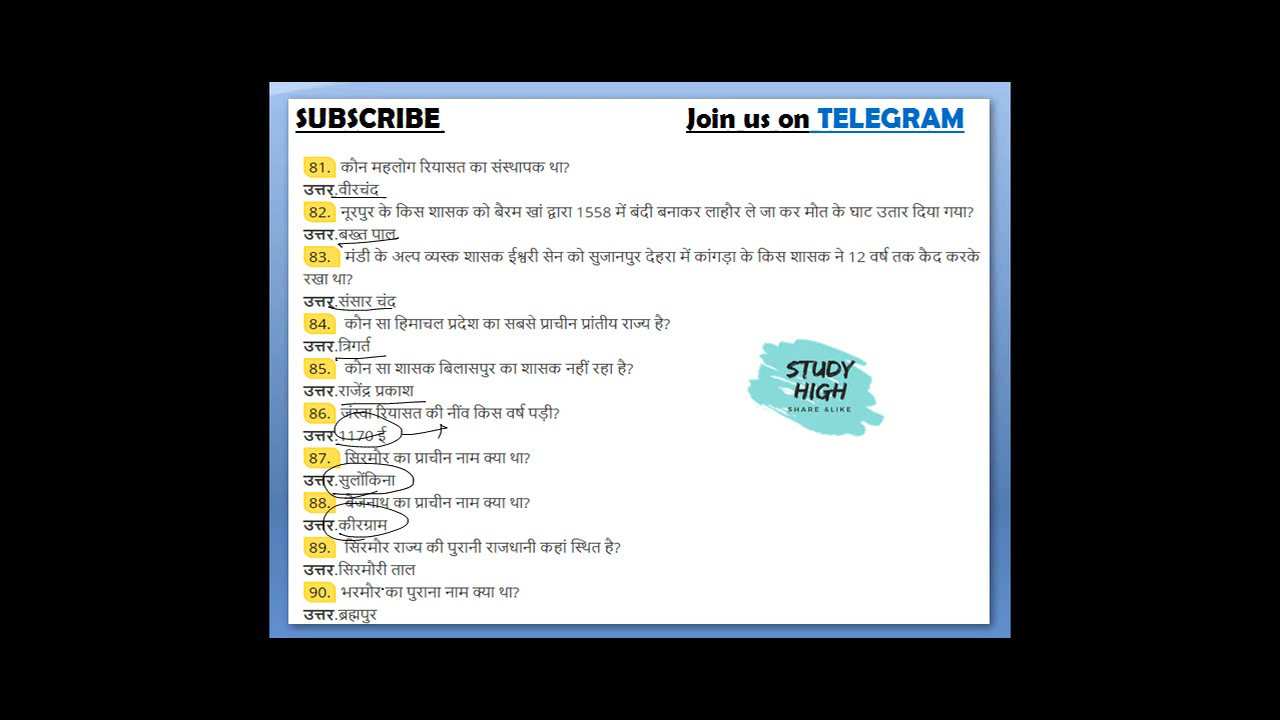 SUBSCRIBE Join us on TELEGRAM
81. कौन महलोग रियासत का संस्थापक था?
उत्तर.वीरचंद
82. नूरपुर के किस शासक को बैरम खां द्वारा 1558 में बंदी बनाकर लाहौर ले जा कर मौत के घाट उतार दिया गया?
उत्तर.बख्त पाल
83. मंडी के अल्प व्यस्क शासक ईश्वरी सेन को सुजानपुर देहरा में कांगड़ा के किस शासक ने 12 वर्ष तक कैद करके
रखा था?
उत्तर.संसार चंद
84. कौन सा हिमाचल प्रदेश का सबसे प्राचीन प्रांतीय राज्य है?
उत्तर.त्रिगर्त
85. कौन सा शासक बिलासपुर का शासक नहीं रहा है?
उत्तर.राजेंद्र प्रकाश
86. जस्वा रियासत की नींव किस वर्ष पड़ी?
उत्तर.1170 ई
87. सिरमौर का प्राचीन नाम क्या था?
उत्तर.सुलोंकिना
88. बैजनाथ का प्राचीन नाम क्या था?
उत्तर.कीरग्राम
89. सिरमौर राज्य की पुरानी राजधानी कहां स्थित है?
उत्तर.सिरमौरी ताल
90. भरमौर का पुराना नाम क्या था?
उत्तर.ब्रह्मपुर
STUDY
HIGH
SHARE &LIKE